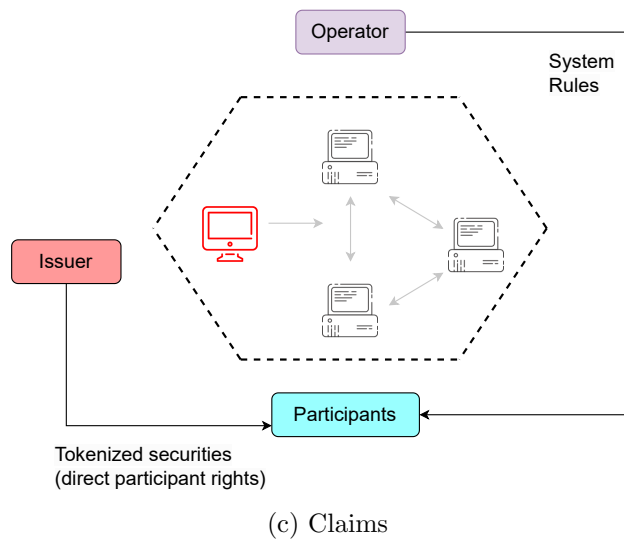 Operator
System
Rules
Issuer
Participants
Tokenized securities
(direct participant rights)
(c) Claims